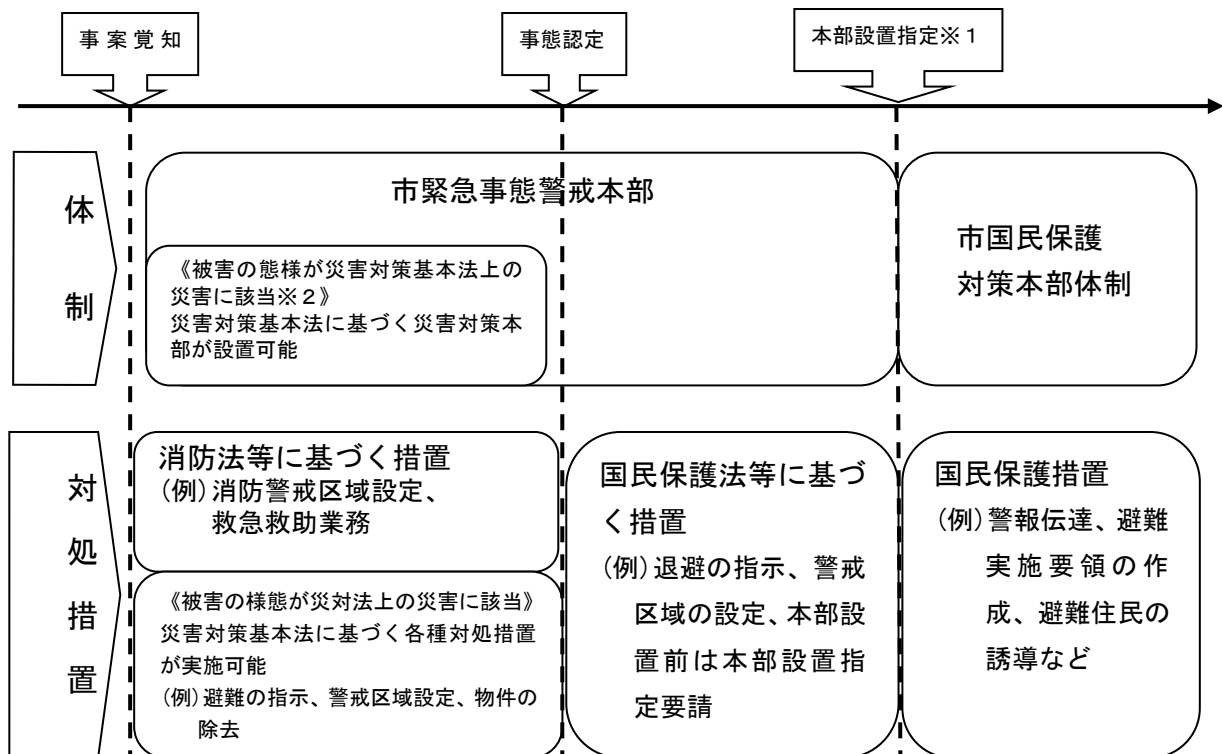 事案覚知
事態認定
本部設置指定※1
体制
市緊急事態警戒本部
《被害の態様が災害対策基本法上の
災害に該当※2》
災害対策基本法に基づく災害対策本
部が設置可能
市国民保護
対策本部体制
対処措置
消防法等に基づく措置
(例)消防警戒区域設定、
救急救助業務
《被害の様態が災対法上の災害に該当》
災害対策基本法に基づく各種対処措置
が実施可能
(例)避難の指示、警戒区域設定、物件の
除去
国民保護法等に基づ
く措置
(例)退避の指示、警戒
区域の設定、本部設
置前は本部設置指
定要請
国民保護措置
(例)警報伝達、避難
実施要領の作
成、避難住民の
誘導など